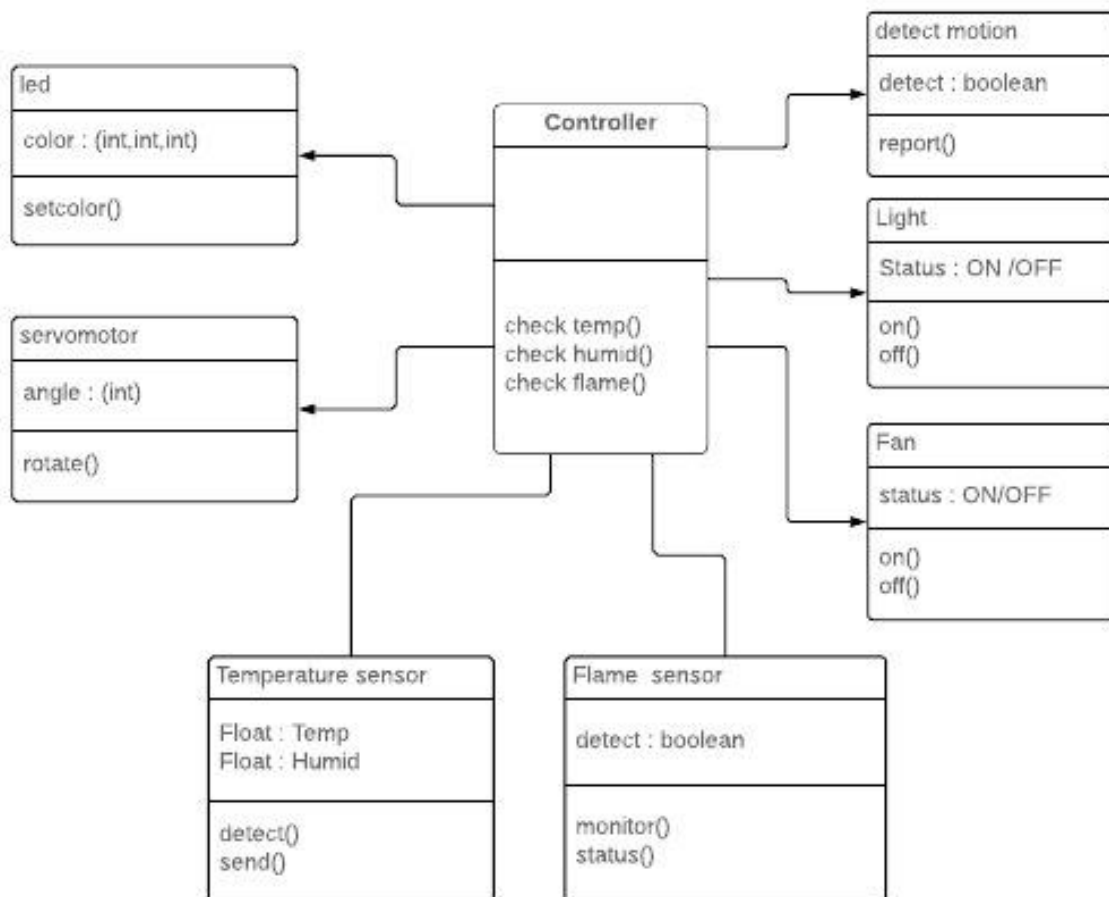 led
color : (int,int,int)
setcolor()
servomotor
angle : (int)
rotate()
Controller
check temp()
check humid()
check flame()
detect motion
detect : boolean
report()
Light
Status : ON /OFF
on()
off()
Fan
status : ON/OFF
on()
off()
Temperature sensor
Float : Temp
Float : Humid
detect()
send()
Flame sensor
detect : boolean
monitor()
status()